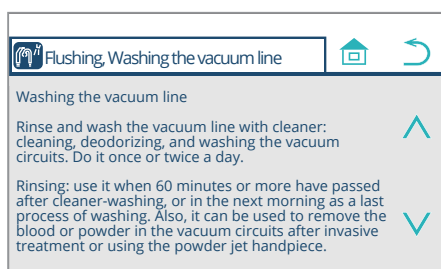 Flushing, Washing the vacuum line
Washing the vacuum line
Rinse and wash the vacuum line with cleaner:
cleaning, deodorizing, and washing the vacuum
circuits. Do it once or twice a day.
Rinsing: use it when 60 minutes or more have passed
after cleaner-washing, or in the next morning as a last
process of washing. Also, it can be used to remove the
blood or powder in the vacuum circuits after invasive
treatment or using the powder jet handpiece.